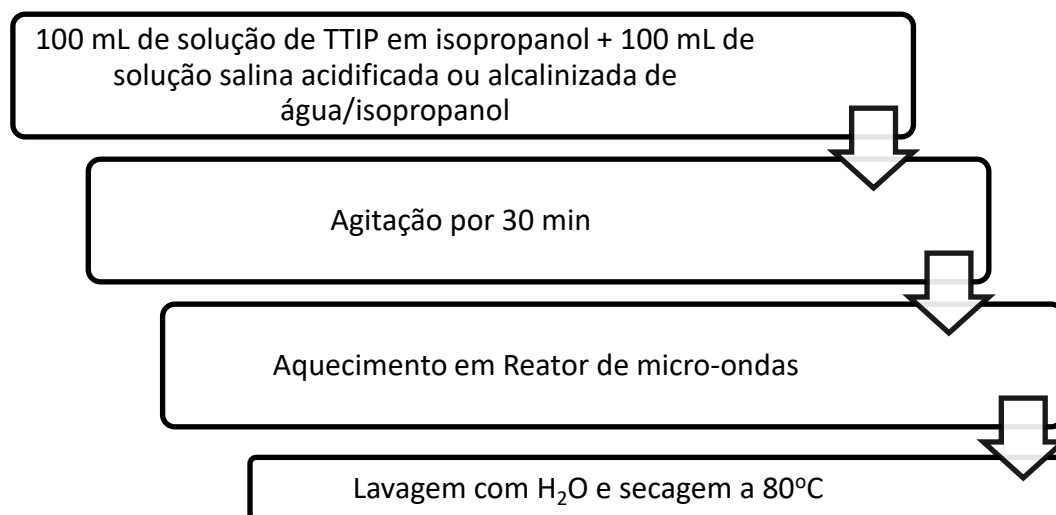 100 mL de solução de TTIP em isopropanol + 100 mL de
solução salina acidificada ou alcalinizada de
água/isopropanol
Agitação por 30 min
Aquecimento em Reator de micro-ondas
Lavagem com H₂O e secagem a 80ºC